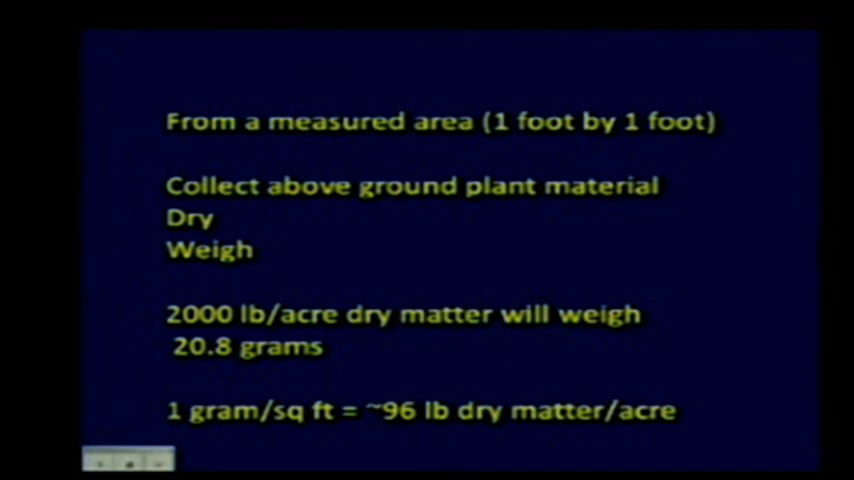 From a measured area (1 foot by 1 foot)
Collect above ground plant material
Dry
Weigh
2000 lb/acre dry matter will weigh
20.8 grams
1 gram/sq ft = ~96 lb dry matter/acre